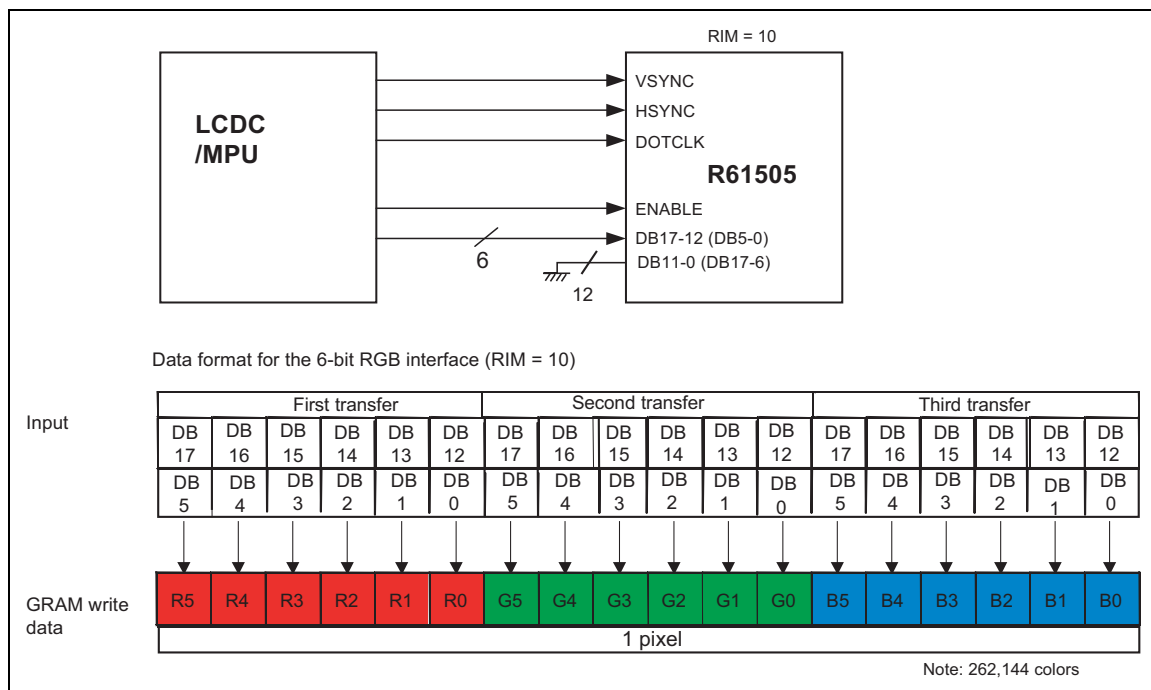 RIM = 10
LCDC
/MPU
VSYNC
HSYNC
DOTCLK
R61505
ENABLE
DB17-12 (DB5-0)
6
DB11-0 (DB17-6)
12
Data format for the 6-bit RGB interface (RIM = 10)
Input
First transfer Second transfer Third transfer
DB DB DB DB DB DB DB DB DB DB DB DB DB DB DB DB DB DB
17 16 15 14 13 12 17 16 15 14 13 12 17 16 15 14 13 12
DB DB DB DB DB DB DB DB DB DB DB DB DB DB DB DB DB DB
5 4 3 2 1 0 5 4 3 2 1 0 5 4 3 2 1 0
GRAM write
data
R5 R4 R3 R2 R1 R0 G5 G4 G3 G2 G1 G0 B5 B4 B3 B2 B1 B0
1 pixel
Note: 262,144 colors